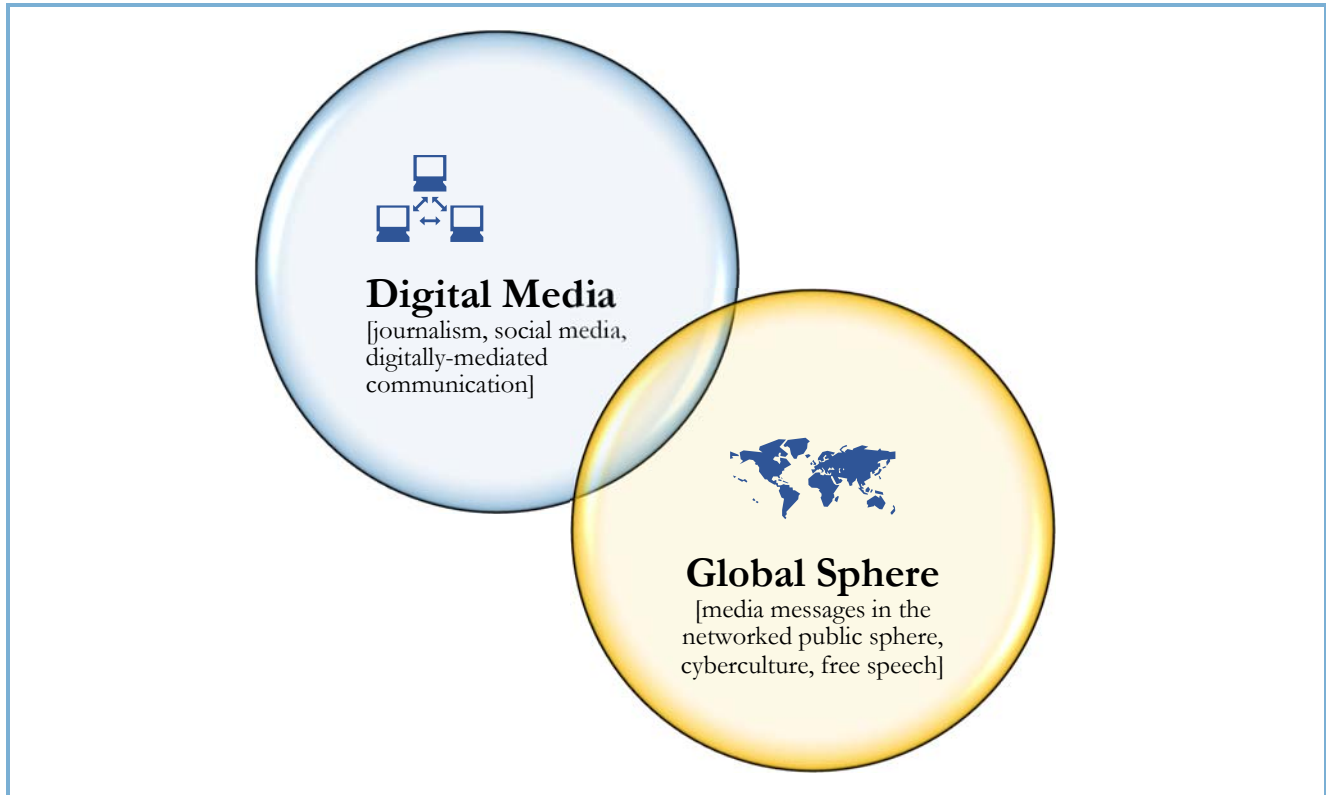 Digital Media
[journalism, social media,
digitally-mediated
communication]
Global Sphere
[media messages in the
networked public sphere,
cyberculture, free speech]